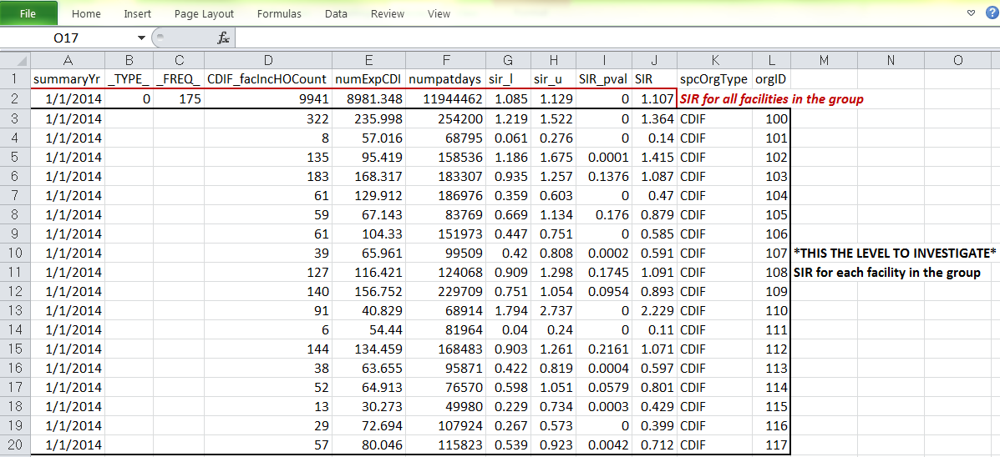 File Home Insert Page Layout Formulas Data Review View
O17 fx
A B C D E F G H I J K L M N O
1 summaryYr _TYPE_ _FREQ_ CDIF_facIncHOCount numExpCDI numpatdays sir_l sir_u SIR_pval SIR spcOrgType orgID
2 1/1/2014 0 175 9941 8981.348 11944462 1.085 1.129 0 1.107 SIR for all facilities in the group
3 1/1/2014 322 235.998 254200 1.219 1.522 0 1.364 CDIF 100
4 1/1/2014 8 57.016 68795 0.061 0.276 0 0.14 CDIF 101
5 1/1/2014 135 95.419 158536 1.186 1.675 0.0001 1.415 CDIF 102
6 1/1/2014 183 168.317 183307 0.935 1.257 0.1376 1.087 CDIF 103
7 1/1/2014 61 129.912 186976 0.359 0.603 0 0.47 CDIF 104
8 1/1/2014 59 67.143 83769 0.669 1.134 0.176 0.879 CDIF 105
9 1/1/2014 61 104.33 151973 0.447 0.751 0 0.585 CDIF 106
10 1/1/2014 39 65.961 99509 0.42 0.808 0.0002 0.591 CDIF 107 *THIS THE LEVEL TO INVESTIGATE*
11 1/1/2014 127 116.421 124068 0.909 1.298 0.1745 1.091 CDIF 108 SIR for each facility in the group
12 1/1/2014 140 156.752 229709 0.751 1.054 0.0954 0.893 CDIF 109
13 1/1/2014 91 40.829 68914 1.794 2.737 0 2.229 CDIF 110
14 1/1/2014 6 54.44 81964 0.04 0.24 0 0.11 CDIF 111
15 1/1/2014 144 134.459 168483 0.903 1.261 0.2161 1.071 CDIF 112
16 1/1/2014 38 63.655 95871 0.422 0.819 0.0004 0.597 CDIF 113
17 1/1/2014 52 64.913 76570 0.598 1.051 0.0579 0.801 CDIF 114
18 1/1/2014 13 30.273 49980 0.229 0.734 0.0003 0.429 CDIF 115
19 1/1/2014 29 72.694 107924 0.267 0.573 0 0.399 CDIF 116
20 1/1/2014 57 80.046 115823 0.539 0.923 0.0042 0.712 CDIF 117